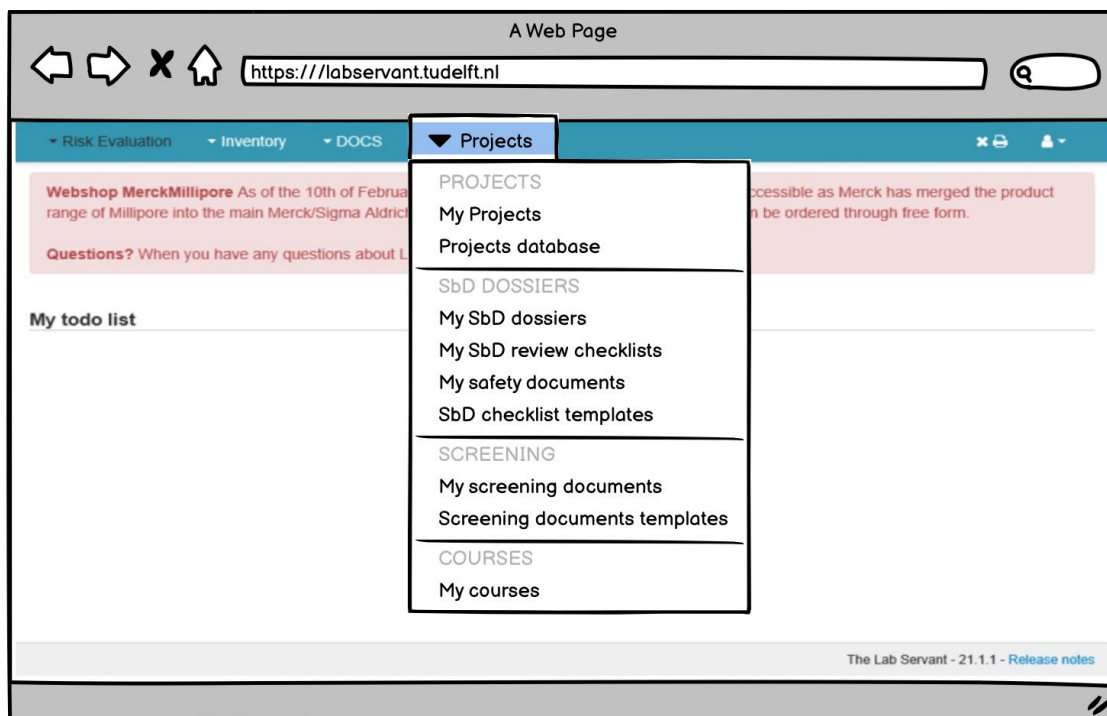 A Web Page
https:///labservant.tudelft.nl
Risk Evaluation Inventory DOCS Projects
Webshop MerckMillipore As of the 10th of Februa ccessible as Merck has merged the product
range of Millipore into the main Merck/Sigma Aldrich n be ordered through free form.
Questions? When you have any questions about L
My todo list
PROJECTS
My Projects
Projects database
SbD DOSSIERS
My SbD dossiers
My SbD review checklists
My safety documents
SbD checklist templates
SCREENING
My screening documents
Screening documents templates
COURSES
My courses
The Lab Servant - 21.1.1 - Release notes